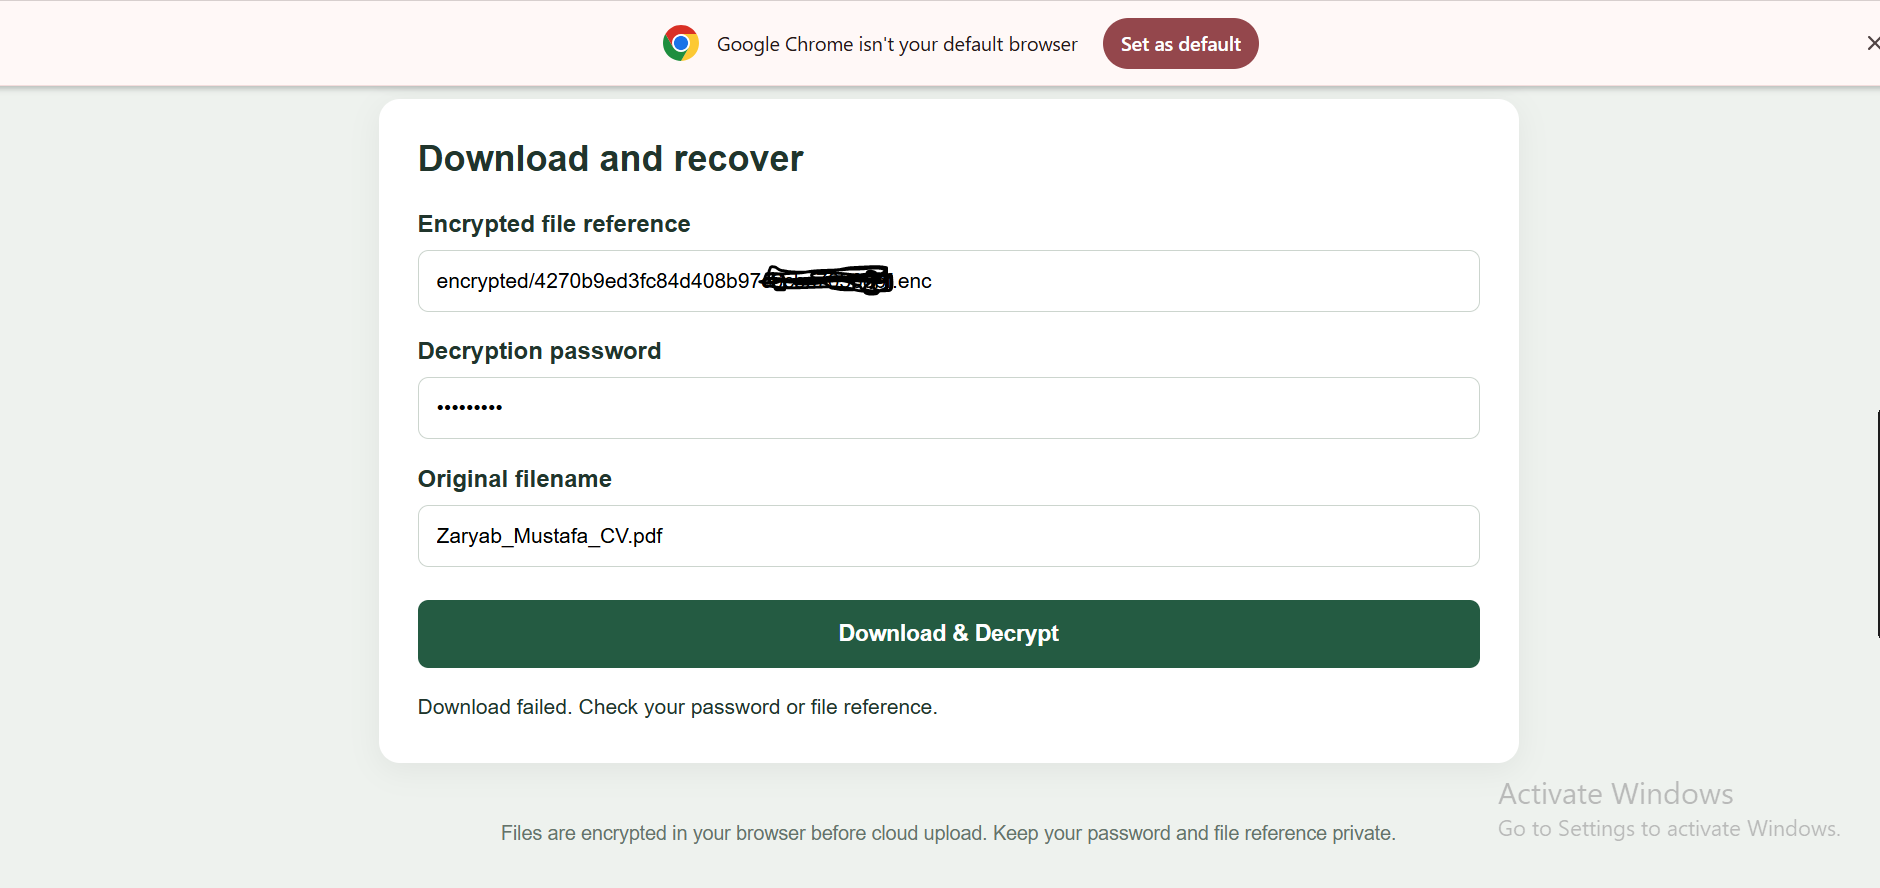 Google Chrome isn't your default browser
Set as default
Download and recover
Encrypted file reference
encrypted/4270b9ed3fc84d408b97 .enc
Decryption password
•••••••••
Original filename
Zaryab_Mustafa_CV.pdf
Download & Decrypt
Download failed. Check your password or file reference.
Activate Windows
Go to Settings to activate Windows.
Files are encrypted in your browser before cloud upload. Keep your password and file reference private.